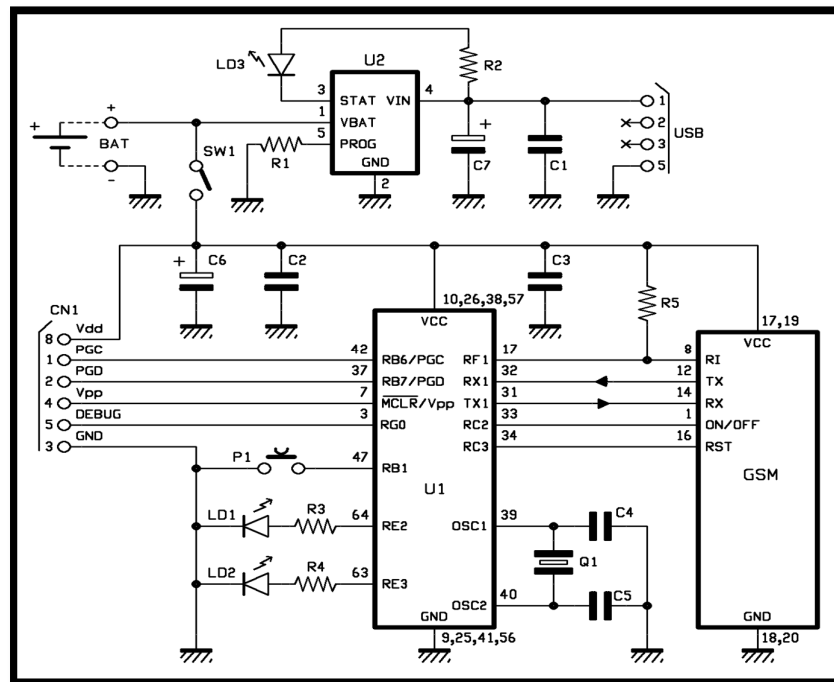 U2
LD3
R2
3 STAT VIN 4
1 VBAT
5 PROG
GND
2
+
+ BAT
-
SW1
R1
+
C7
C1
1
2
3
5
USB
+
C6
C2
C3
R5
CN1
8 Vdd
1 PGC
2 PGD
4 Vpp
5 DEBUG
3 GND
10,26,38,57
VCC
42 RB6/PGC RF1 17
37 RB7/PGD RX1 32
7 MCLR/Vpp TX1 31
3 RG0 RC2 33
RC3 34
P1 47 RB1
U1
LD1 R3 64 RE2
OSC1 39
LD2 R4 63 RE3
OSC2 40
GND
9,25,41,56
C4
Q1
C5
17,19
VCC
8 RI
12 TX
14 RX
1 ON/OFF
16 RST
GSM
GND
18,20